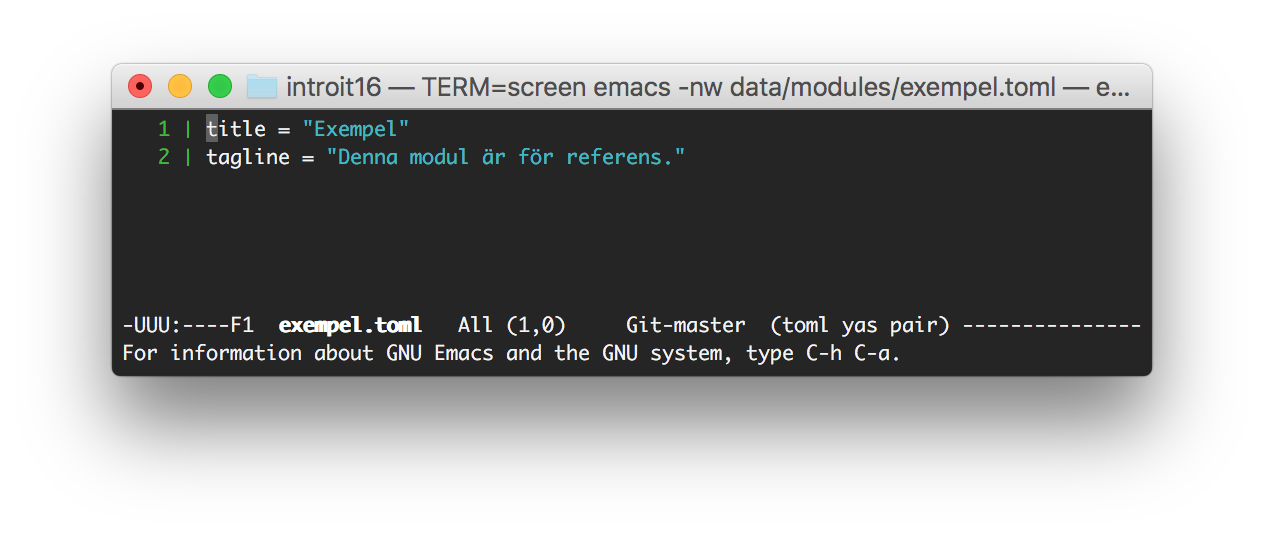 introit16 — TERM=screen emacs -nw data/modules/exempel.toml — e...
1 | title = "Exempel"
2 | tagline = "Denna modul är för referens."
-UUU:----F1  exempel.toml   All (1,0)     Git-master  (toml yas pair) ---------------
For information about GNU Emacs and the GNU system, type C-h C-a.